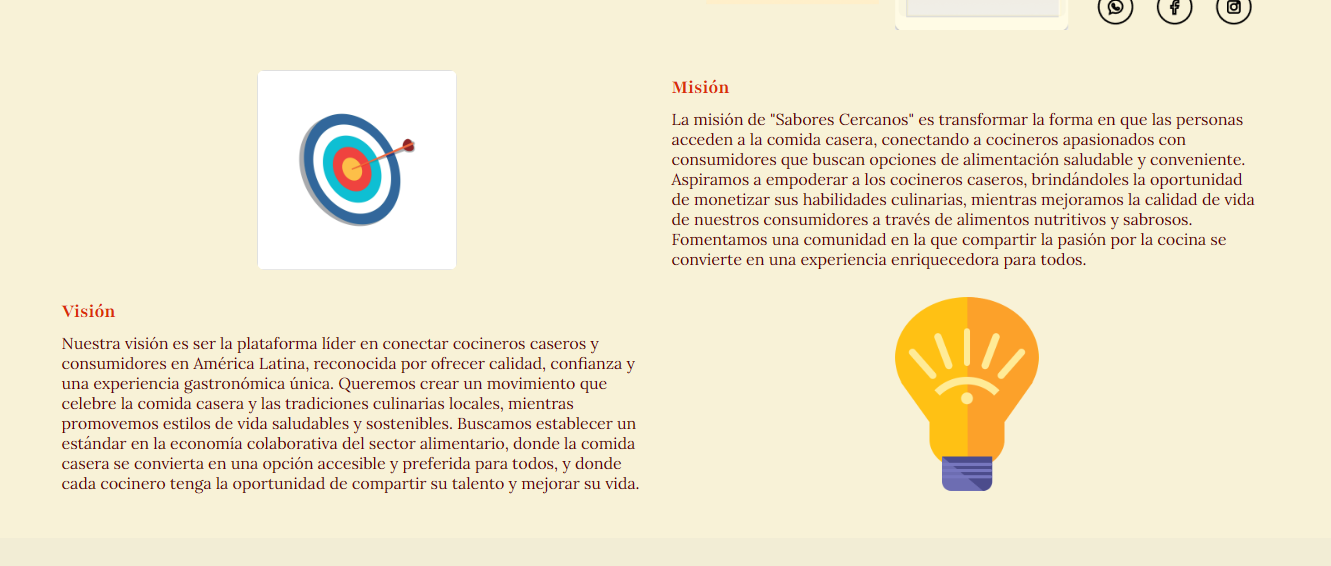 Misión
La misión de "Sabores Cercanos" es transformar la forma en que las personas
acceden a la comida casera, conectando a cocineros apasionados con
consumidores que buscan opciones de alimentación saludable y conveniente.
Aspiramos a empoderar a los cocineros caseros, brindándoles la oportunidad
de monetizar sus habilidades culinarias, mientras mejoramos la calidad de vida
de nuestros consumidores a través de alimentos nutritivos y sabrosos.
Fomentamos una comunidad en la que compartir la pasión por la cocina se
convierte en una experiencia enriquecedora para todos.
Visión
Nuestra visión es ser la plataforma líder en conectar cocineros caseros y
consumidores en América Latina, reconocida por ofrecer calidad, confianza y
una experiencia gastronómica única. Queremos crear un movimiento que
celebre la comida casera y las tradiciones culinarias locales, mientras
promovemos estilos de vida saludables y sostenibles. Buscamos establecer un
estándar en la economía colaborativa del sector alimentario, donde la comida
casera se convierta en una opción accesible y preferida para todos, y donde
cada cocinero tenga la oportunidad de compartir su talento y mejorar su vida.